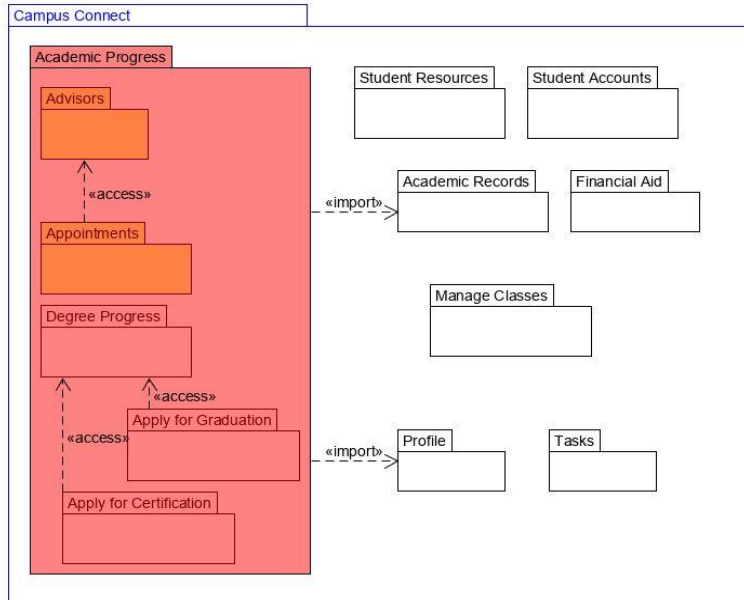 Campus Connect
Academic Progress
Advisors
«access»
Appointments
Degree Progress
«access»
Apply for Graduation
«access»
Apply for Certification
Student Resources
Student Accounts
«import»
Academic Records
Financial Aid
Manage Classes
«import»
Profile
Tasks